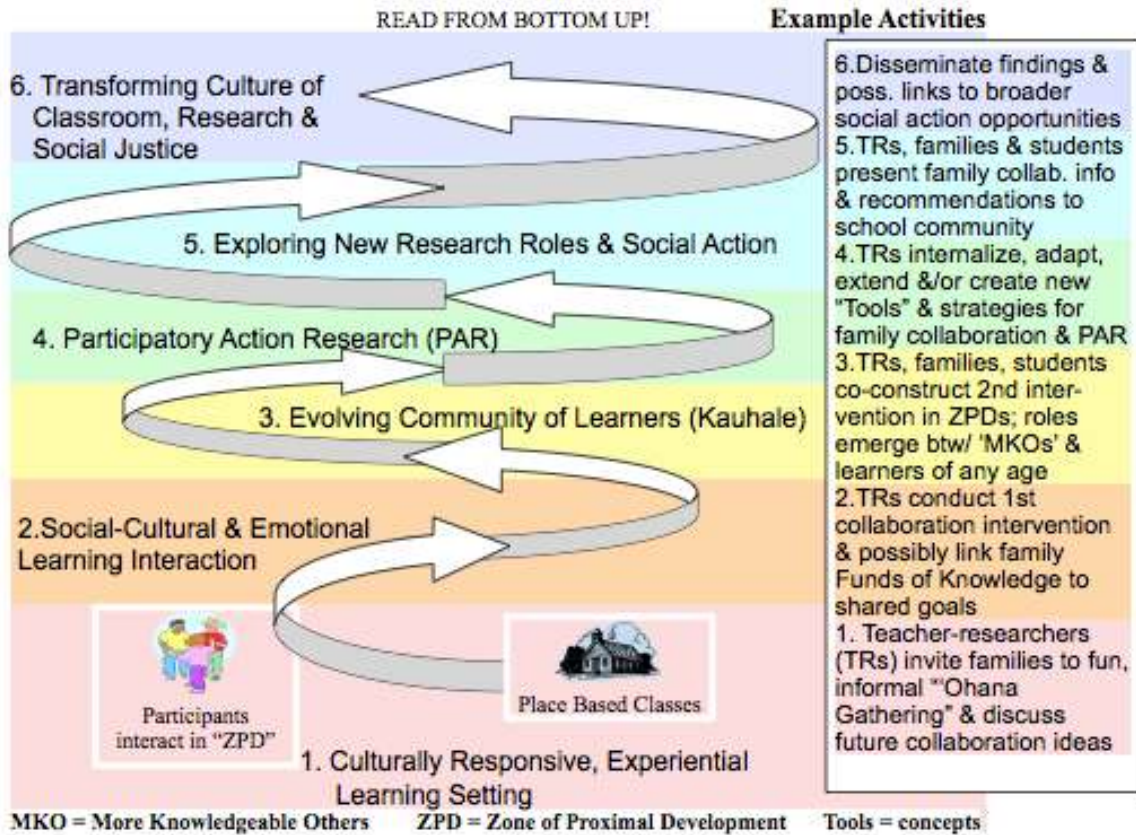 READ FROM BOTTOM UP!
Example Activities
6. Transforming Culture of
Classroom, Research &
Social Justice
5. Exploring New Research Roles & Social Action
4. Participatory Action Research (PAR)
3. Evolving Community of Learners (Kauhale)
2.Social-Cultural & Emotional
Learning Interaction
Participants
interact in “ZPD”
Place Based Classes
1. Culturally Responsive, Experiential
Learning Setting
6.Disseminate findings &
poss. links to broader
social action opportunities
5.TRs, families & students
present family collab. info
& recommendations to
school community
4.TRs internalize, adapt,
extend &/or create new
"Tools" & strategies for
family collaboration & PAR
3.TRs, families, students
co-construct 2nd inter-
vention in ZPDs; roles
emerge btw/ 'MKOs' &
learners of any age
2.TRs conduct 1st
collaboration intervention
& possibly link family
Funds of Knowledge to
shared goals
1. Teacher-researchers
(TRs) invite families to fun,
informal "'Ohana
Gathering" & discuss
future collaboration ideas
MKO = More Knowledgeable Others ZPD = Zone of Proximal Development Tools = concepts